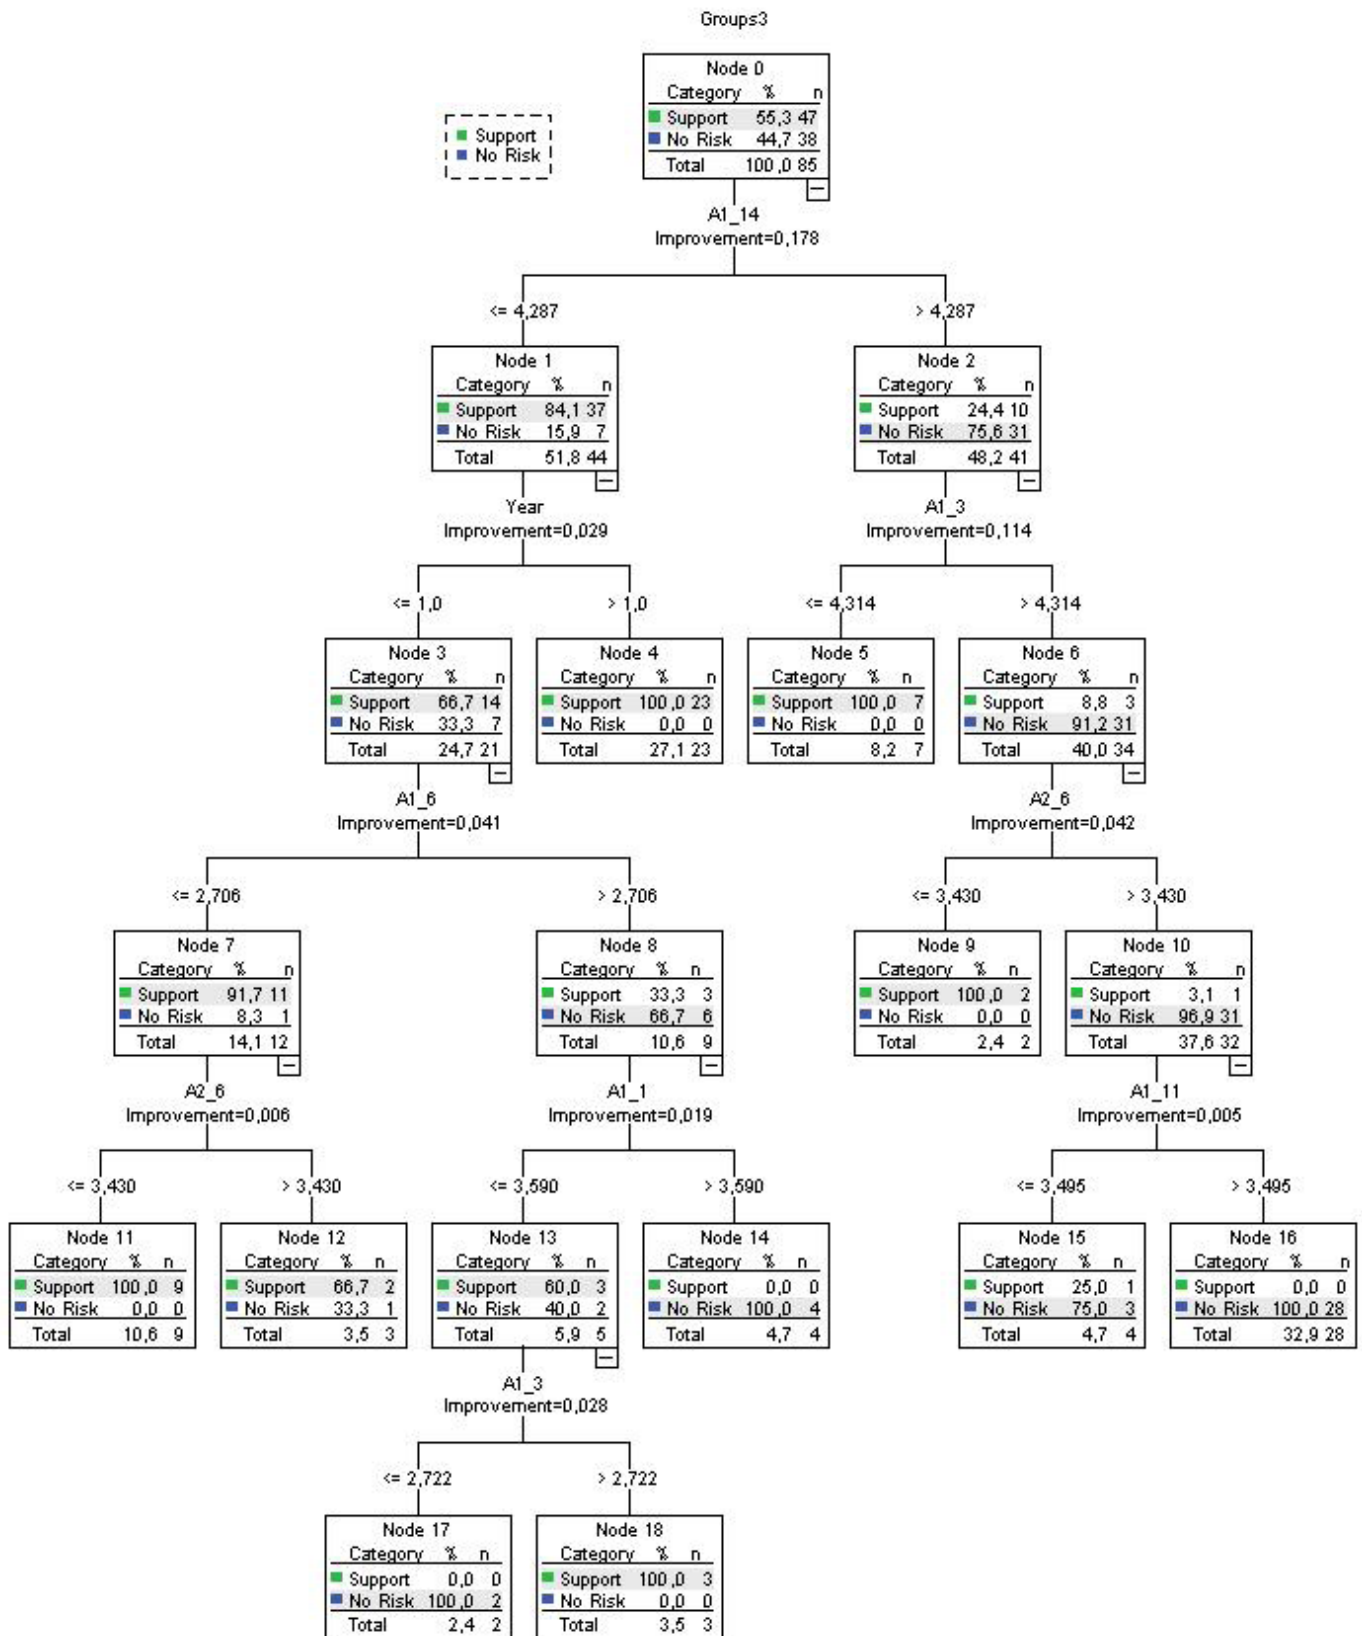 Groups3
Support
No Risk
Node 0
Category % n
Support 55,3 47
No Risk 44,7 38
Total 100,0 85
A1_14
Improvement=0,178
<= 4,287
> 4,287
Node 1
Category % n
Support 84,1 37
No Risk 15,9 7
Total 51,8 44
Node 2
Category % n
Support 24,4 10
No Risk 75,6 31
Total 48,2 41
Year
Improvement=0,029
A1_3
Improvement=0,114
<= 1,0
> 1,0
<= 4,314
> 4,314
Node 3
Category % n
Support 66,7 14
No Risk 33,3 7
Total 24,7 21
Node 4
Category % n
Support 100,0 23
No Risk 0,0 0
Total 27,1 23
Node 5
Category % n
Support 100,0 7
No Risk 0,0 0
Total 8,2 7
Node 6
Category % n
Support 8,8 3
No Risk 91,2 31
Total 40,0 34
A1_6
Improvement=0,041
A2_6
Improvement=0,042
<= 2,706
> 2,706
<= 3,430
> 3,430
Node 7
Category % n
Support 91,7 11
No Risk 8,3 1
Total 14,1 12
Node 8
Category % n
Support 33,3 3
No Risk 66,7 6
Total 10,6 9
Node 9
Category % n
Support 100,0 2
No Risk 0,0 0
Total 2,4 2
Node 10
Category % n
Support 3,1 1
No Risk 96,9 31
Total 37,6 32
A2_6
Improvement=0,006
A1_1
Improvement=0,019
A1_11
Improvement=0,005
<= 3,430
> 3,430
<= 3,590
> 3,590
<= 3,495
> 3,495
Node 11
Category % n
Support 100,0 9
No Risk 0,0 0
Total 10,6 9
Node 12
Category % n
Support 66,7 2
No Risk 33,3 1
Total 3,5 3
Node 13
Category % n
Support 60,0 3
No Risk 40,0 2
Total 5,9 5
Node 14
Category % n
Support 0,0 0
No Risk 100,0 4
Total 4,7 4
Node 15
Category % n
Support 25,0 1
No Risk 75,0 3
Total 4,7 4
Node 16
Category % n
Support 0,0 0
No Risk 100,0 28
Total 32,9 28
A1_3
Improvement=0,028
<= 2,722
> 2,722
Node 17
Category % n
Support 0,0 0
No Risk 100,0 2
Total 2,4 2
Node 18
Category % n
Support 100,0 3
No Risk 0,0 0
Total 3,5 3